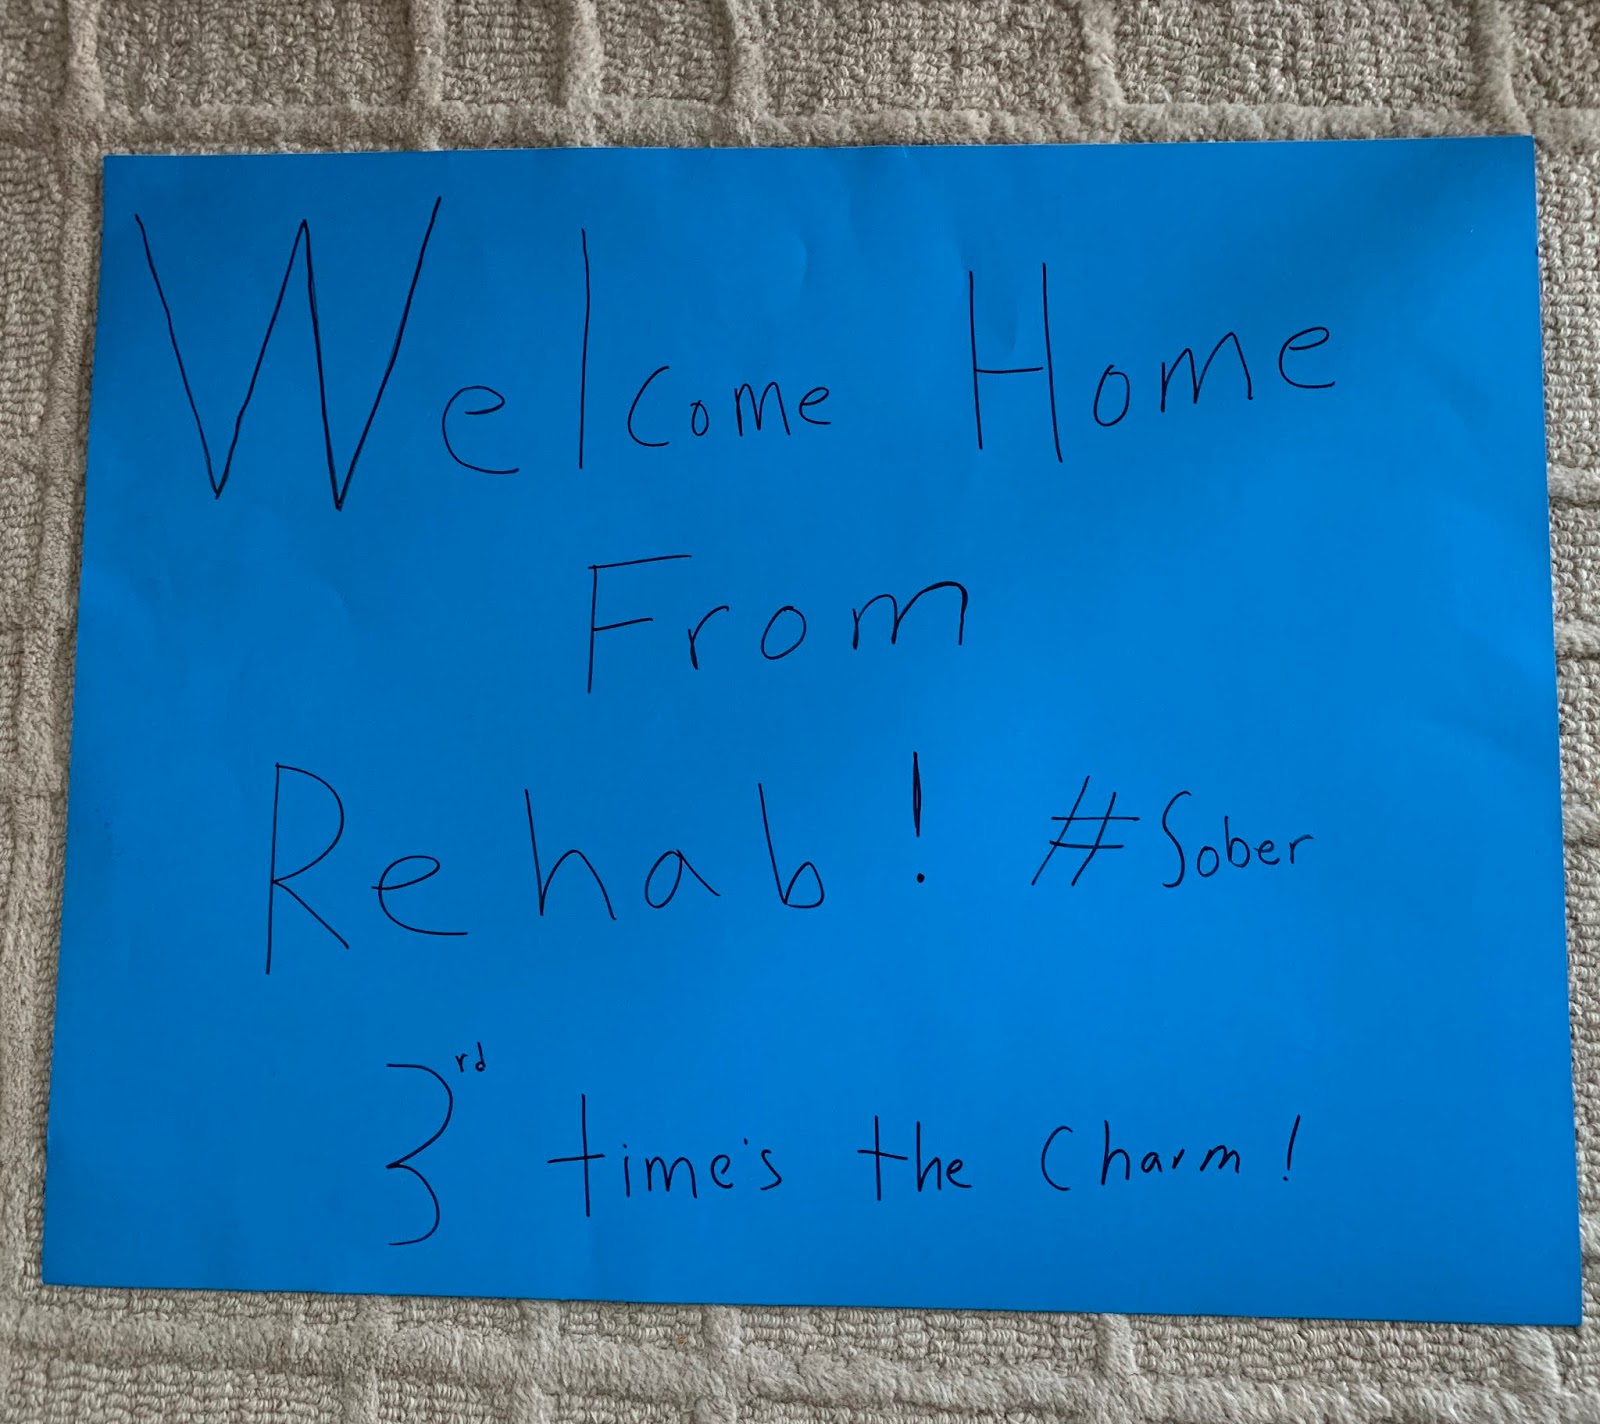 Welcome Home
From
Rehab! #Sober
3rd time's the Charm!